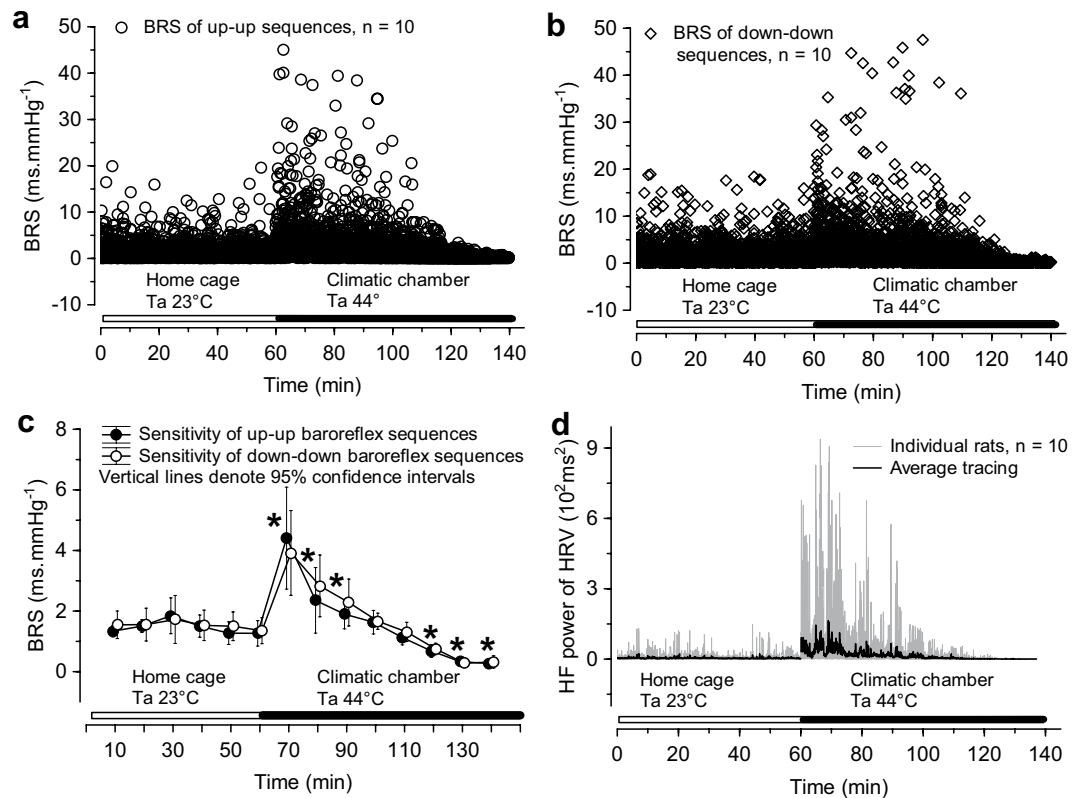 a
BRS of up-up sequences, n = 10
50
40
30
20
10
0
-10
BRS (ms.mmHg-1)
Home cage
Ta 23°C
Climatic chamber
Ta 44°
0 20 40 60 80 100 120 140
Time (min)
b
BRS of down-down
sequences, n = 10
50
40
30
20
10
0
-10
BRS (ms.mmHg-1)
Home cage
Ta 23°C
Climatic chamber
Ta 44°C
0 20 40 60 80 100 120 140
Time (min)
c
Sensitivity of up-up baroreflex sequences
Sensitivity of down-down baroreflex sequences
Vertical lines denote 95% confidence intervals
8
6
4
2
0
BRS (ms.mmHg-1)
* * * * * *
Home cage
Ta 23°C
Climatic chamber
Ta 44°C
10 30 50 70 90 110 130
Time (min)
d
Individual rats, n = 10
Average tracing
9
6
3
0
HF power of HRV (10²ms²)
Home cage
Ta 23°C
Climatic chamber
Ta 44°C
0 20 40 60 80 100 120 140
Time (min)